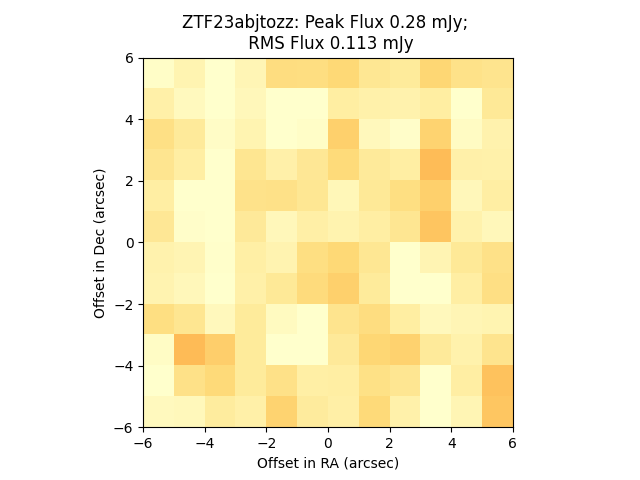 ZTF23abjtozz: Peak Flux 0.28 mJy;
RMS Flux 0.113 mJy
6
4
2
0
−2
−4
−6
Offset in Dec (arcsec)
−6 −4 −2 0 2 4 6
Offset in RA (arcsec)